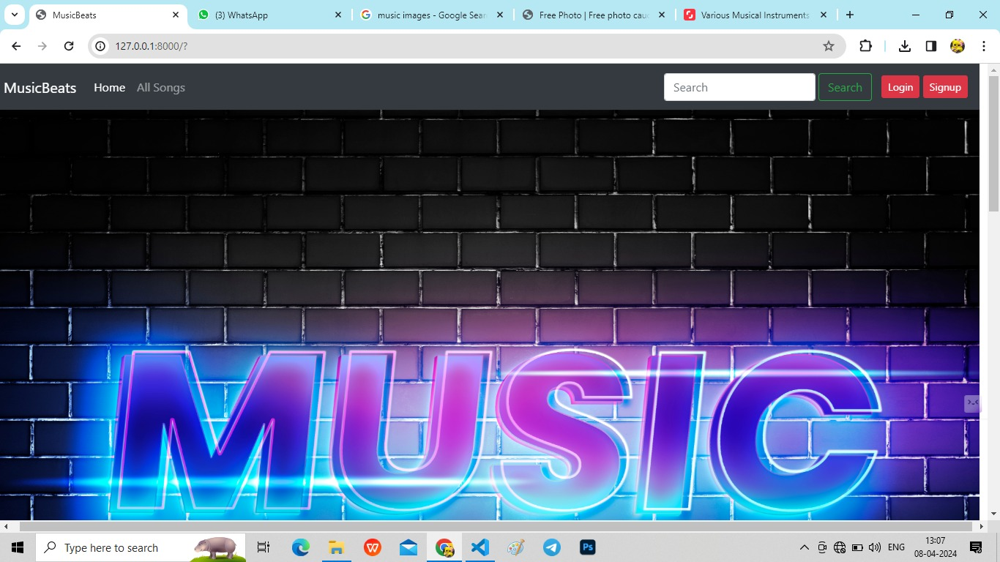 MusicBeats
(3) WhatsApp
music images - Google Sear
Free Photo | Free photo cauc
Various Musical Instruments
127.0.0.1:8000/?
MusicBeats Home All Songs Search Search Login Signup
MUSIC
Type here to search
W
Ps
ENG
13:07
08-04-2024